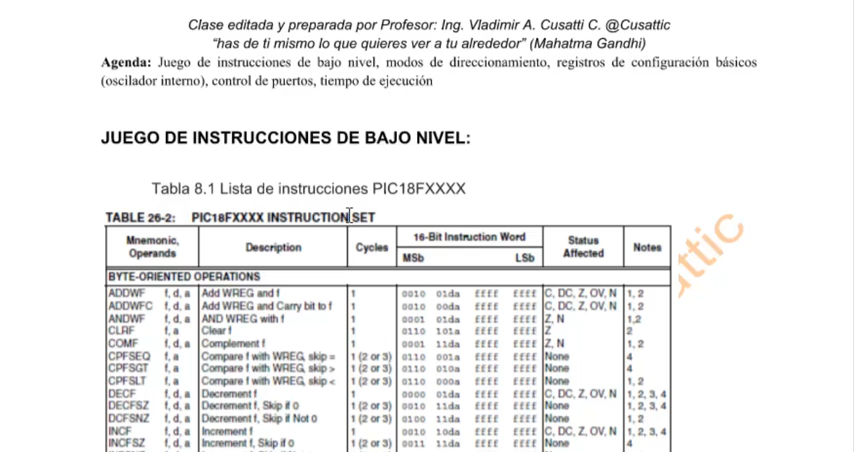 Clase editada y preparada por Profesor: Ing. Vladimir A. Cusatti C. @Cusattic
“has de ti mismo lo que quieres ver a tu alrededor” (Mahatma Gandhi)
Agenda: Juego de instrucciones de bajo nivel, modos de direccionamiento, registros de configuración básicos
(oscilador interno), control de puertos, tiempo de ejecución
JUEGO DE INSTRUCCIONES DE BAJO NIVEL:
Tabla 8.1 Lista de instrucciones PIC18FXXXX
TABLE 26-2: PIC18FXXXX INSTRUCTION SET
Mnemonic, Operands Description Cycles 16-Bit Instruction Word Status Affected Notes
MSb LSb
BYTE-ORIENTED OPERATIONS
ADDWF f, d, a Add WREG and f 1 0010 01da ffff ffff C, DC, Z, OV, N 1, 2
ADDWFC f, d, a Add WREG and Carry bit to f 1 0010 00da ffff ffff C, DC, Z, OV, N 1, 2
ANDWF f, d, a AND WREG with f 1 0001 01da ffff ffff Z, N 1,2
CLRF f, a Clear f 1 0110 101a ffff ffff Z 2
COMF f, d, a Complement f 1 0001 11da ffff ffff Z, N 1, 2
CPFSEQ f, a Compare f with WREG, skip = 1 (2 or 3) 0110 001a ffff ffff None 4
CPFSGT f, a Compare f with WREG, skip > 1 (2 or 3) 0110 010a ffff ffff None 4
CPFSLT f, a Compare f with WREG, skip < 1 (2 or 3) 0110 000a ffff ffff None 1, 2
DECF f, d, a Decrement f 1 0000 01da ffff ffff C, DC, Z, OV, N 1, 2, 3, 4
DECFSZ f, d, a Decrement f, Skip if 0 1 (2 or 3) 0010 11da ffff ffff None 1, 2, 3, 4
DCFSNZ f, d, a Decrement f, Skip if Not 0 1 (2 or 3) 0100 11da ffff ffff None 1, 2
INCF f, d, a Increment f 1 0010 10da ffff ffff C, DC, Z, OV, N 1, 2, 3, 4
INCFSZ f, d, a Increment f, Skip if 0 1 (2 or 3) 0011 11da ffff ffff None 4